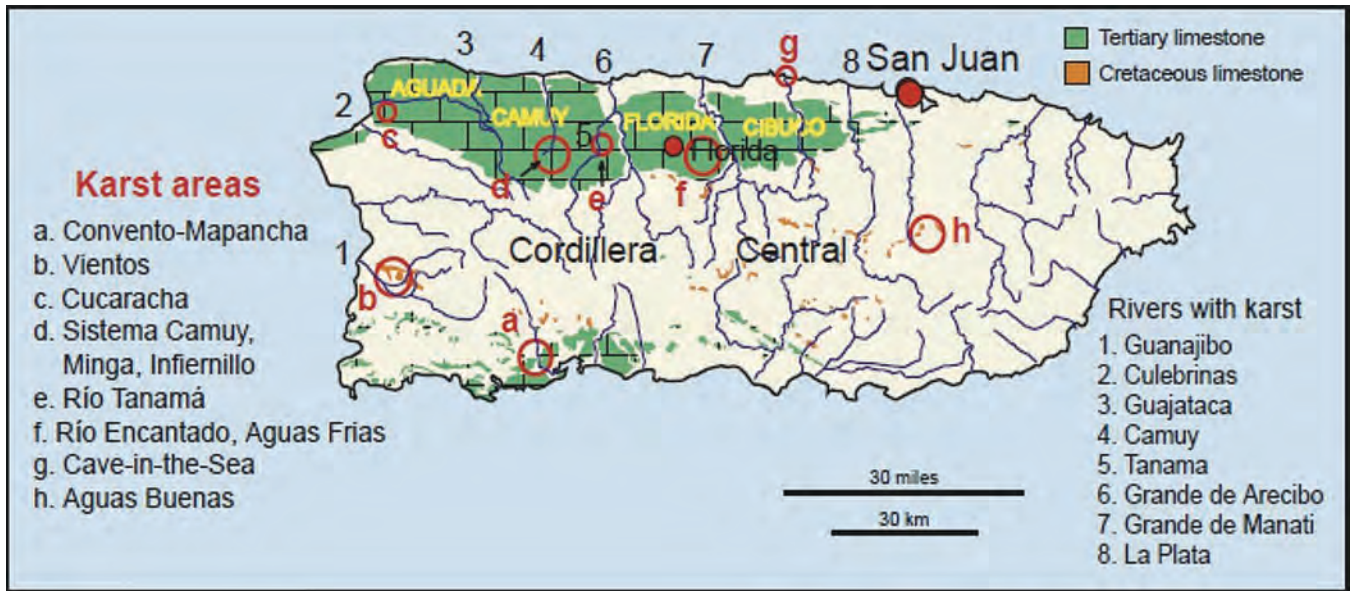 3
4
6
7
g
8
San Juan
Tertiary limestone
Cretaceous limestone
AGUADA
2
CAMUY
FLORIDA
CIBUCO
c
5
Florida
Karst areas
d
e
f
h
a. Convento-Mapancha
b. Vientos
c. Cucaracha
d. Sistema Camuy,
Minga, Infiernillo
e. Río Tanamá
f. Río Encantado, Aguas Frias
g. Cave-in-the-Sea
h. Aguas Buenas
1
Cordillera
Central
b
a
Rivers with karst
1. Guanajibo
2. Culebrinas
3. Guajataca
4. Camuy
5. Tanama
6. Grande de Arecibo
7. Grande de Manati
8. La Plata
30 miles
30 km